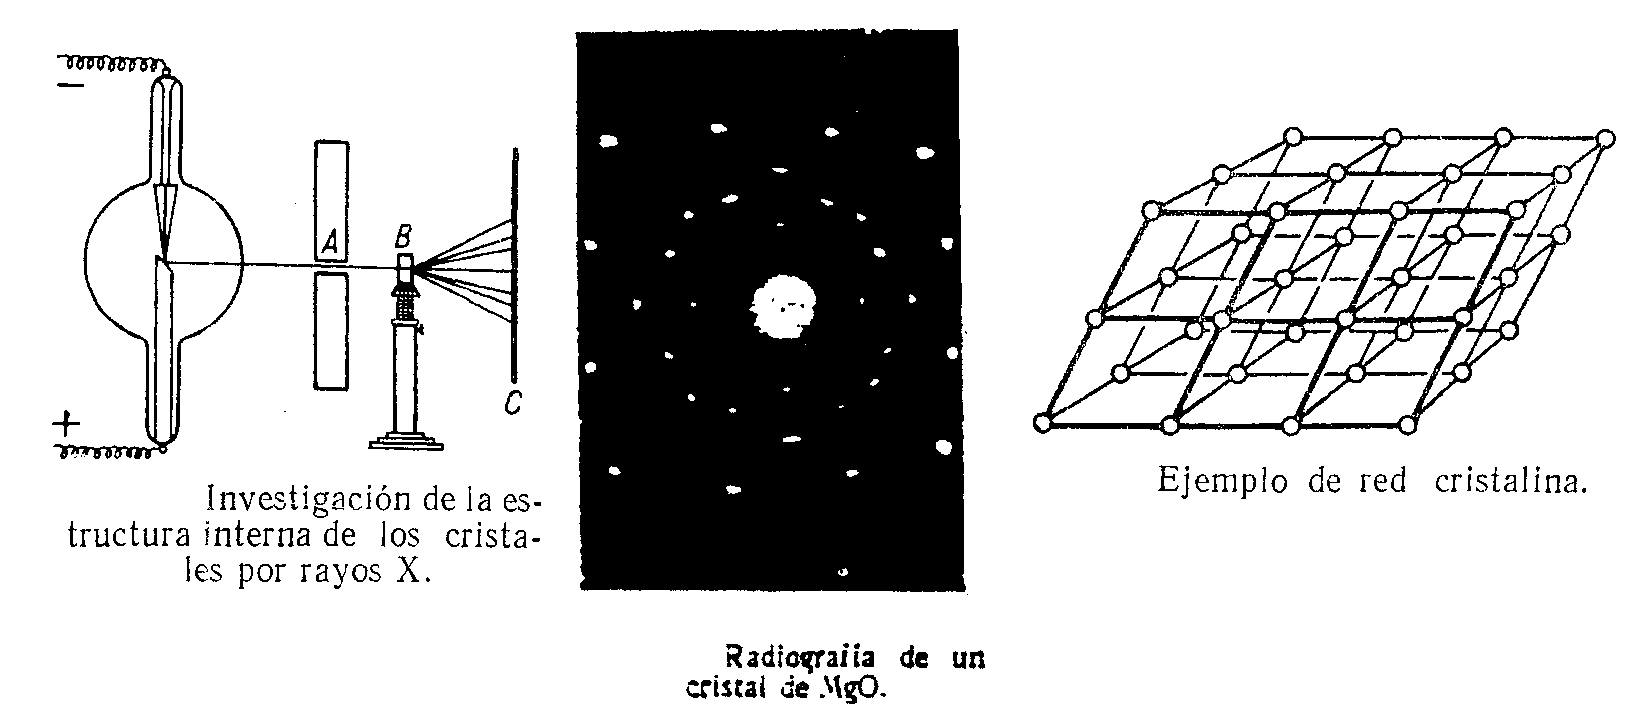 −
+
A
B
C
Investigación de la es-
tructura interna de los crista-
les por rayos X.
Radiografía de un
cristal de MgO.
Ejemplo de red cristalina.